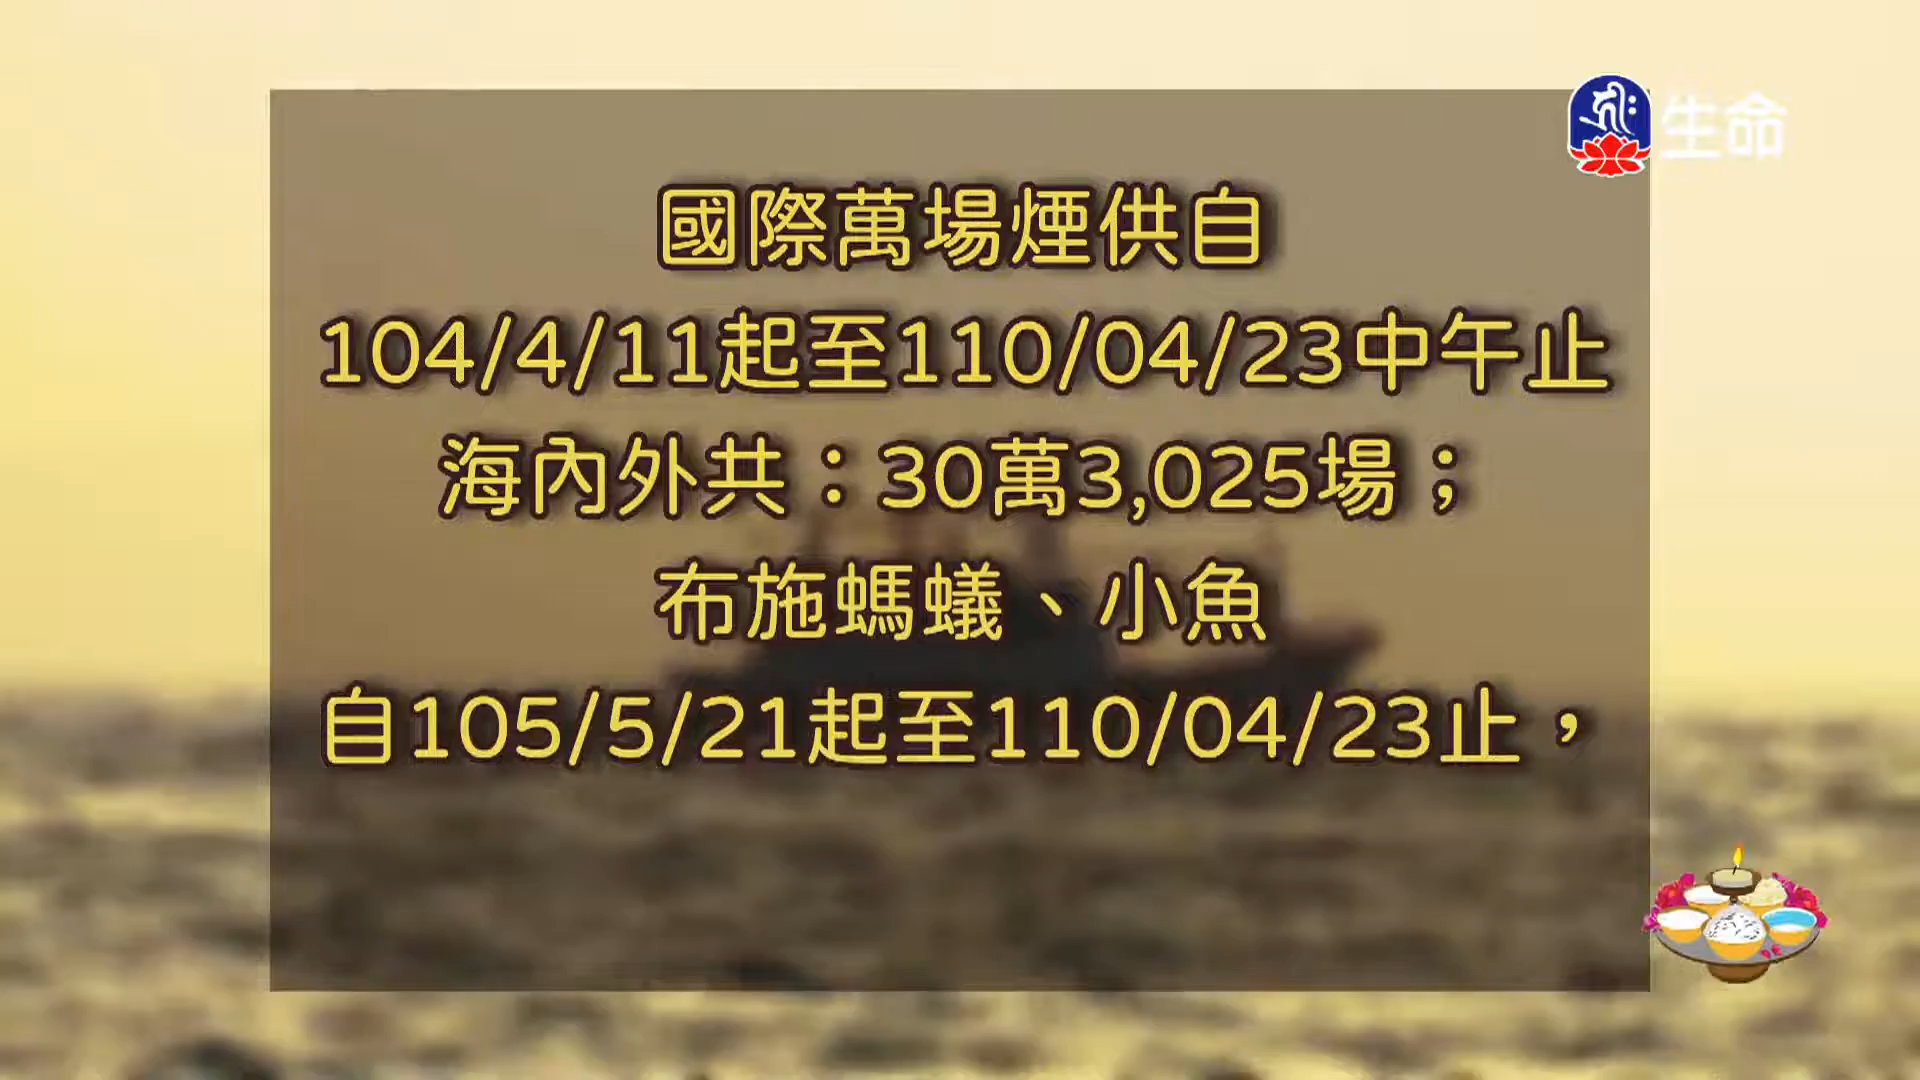 生命
國際萬場煙供自
104/4/11起至110/04/23中午止
海內外共：30萬3,025場；
布施螞蟻、小魚
自105/5/21起至110/04/23止，